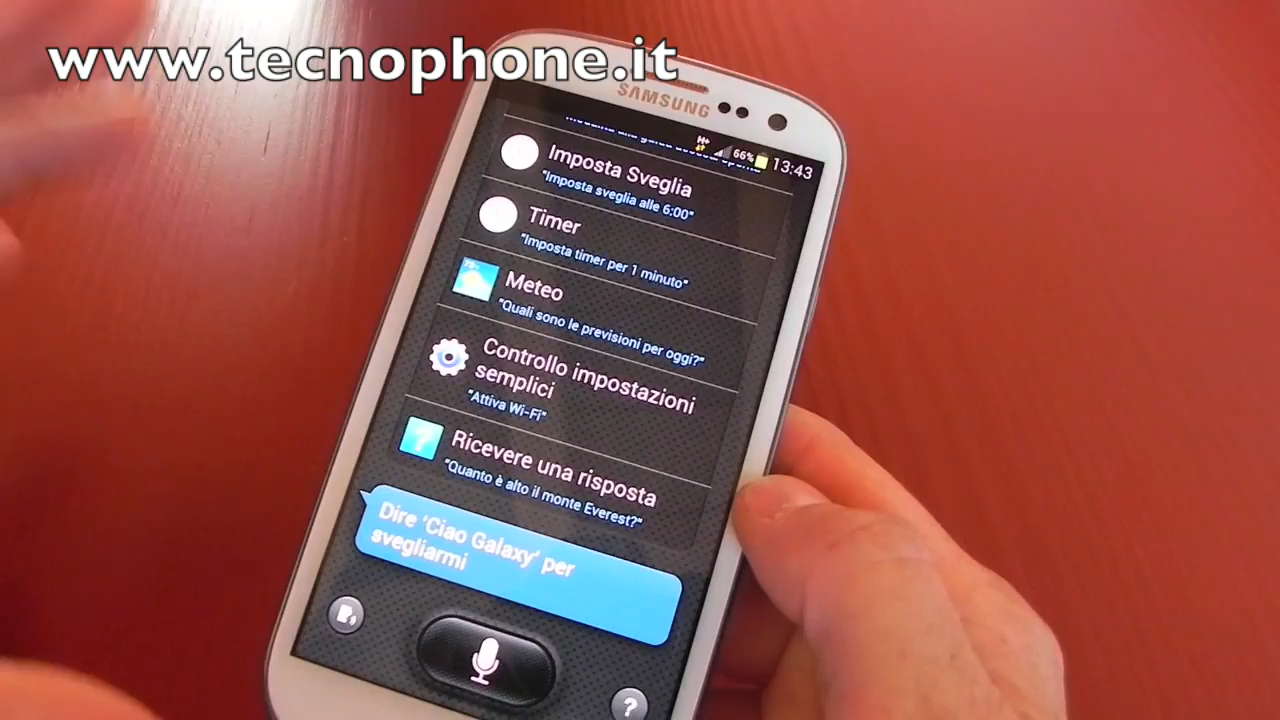 www.tecnophone.it
SAMSUNG
H+ 66% 13:43
Imposta Sveglia
"Imposta sveglia alle 6:00"
Timer
"Imposta timer per 1 minuto"
Meteo
"Quali sono le previsioni per oggi?"
Controllo impostazioni
semplici
"Attiva Wi-Fi"
Ricevere una risposta
"Quanto è alto il monte Everest?"
Dire 'Ciao Galaxy' per
svegliarmi
?